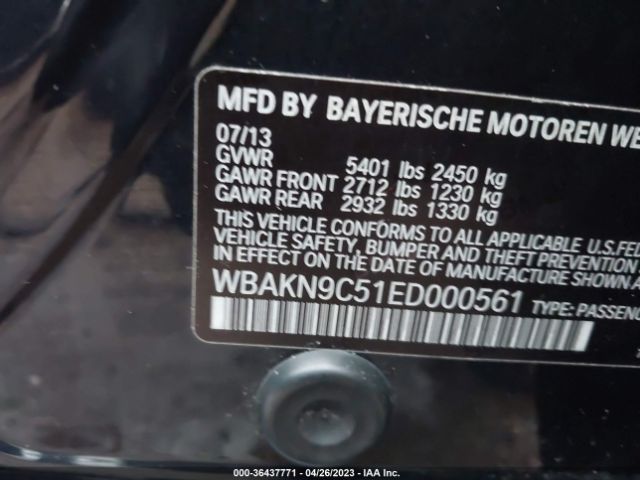 MFD BY BAYERISCHE MOTOREN WE
07/13
GVWR 5401 lbs 2450 kg
GAWR FRONT 2712 lbs 1230 kg
GAWR REAR 2932 lbs 1330 kg
THIS VEHICLE CONFORMS TO ALL APPLICABLE U.S.FED
VEHICLE SAFETY, BUMPER AND THEFT PREVENTION
IN EFFECT ON THE DATE OF MANUFACTURE SHOWN A
WBAKN9C51ED000561 TYPE: PASSENG
000-36437771 - 04/26/2023 - IAA Inc.